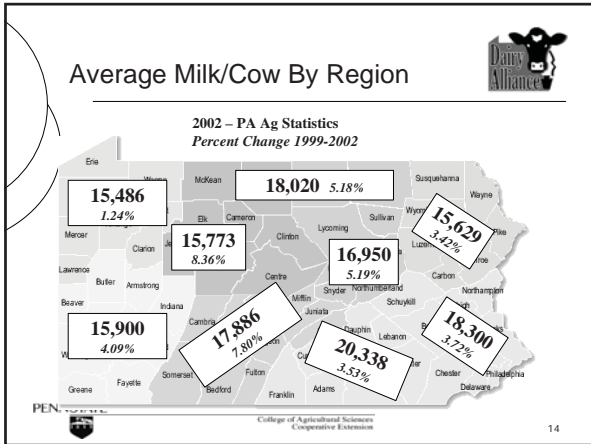 Average Milk/Cow By Region
Dairy
Alliance
2002 – PA Ag Statistics
Percent Change 1999-2002
Erie
McKean
Susquehanna
Wayne
15,486
1.24%
18,020 5.18%
Elk
Cameron
Sullivan
Mercer
Clarion
15,773
8.36%
Clinton
Lycoming
16,950
5.19%
15,629
3.42%
Pike
Lawrence
Butler
Armstrong
Centre
Carbon
Beaver
Indiana
Mifflin
Snyder
Northumberland
Northampton
Juniata
Schuykill
15,900
4.09%
Cambria
17,886
7.80%
Dauphin
Lebanon
18,300
3.72%
20,338
3.53%
Greene
Fayette
Somerset
Bedford
Fulton
Franklin
Adams
Chester
Delaware
Philadelphia
College of Agricultural Sciences
Cooperative Extension
14